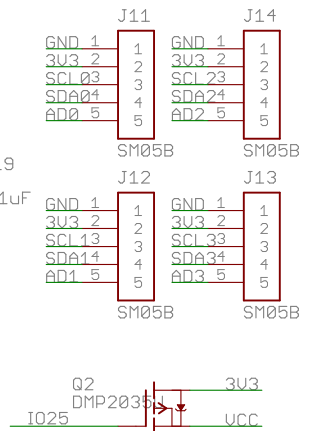 J11 J14
GND 1 1 GND 1 1
3V3 2 2 3V3 2 2
SCL0 3 3 SCL2 3 3
SDA0 4 4 SDA2 4 4
AD0 5 5 AD2 5 5
SM05B SM05B
19
J12 J13
1uF
GND 1 1 GND 1 1
3V3 2 2 3V3 2 2
SCL1 3 3 SCL3 3 3
SDA1 4 4 SDA3 4 4
AD1 5 5 AD3 5 5
SM05B SM05B
Q2 3V3
DMP2035U
IO25 VCC